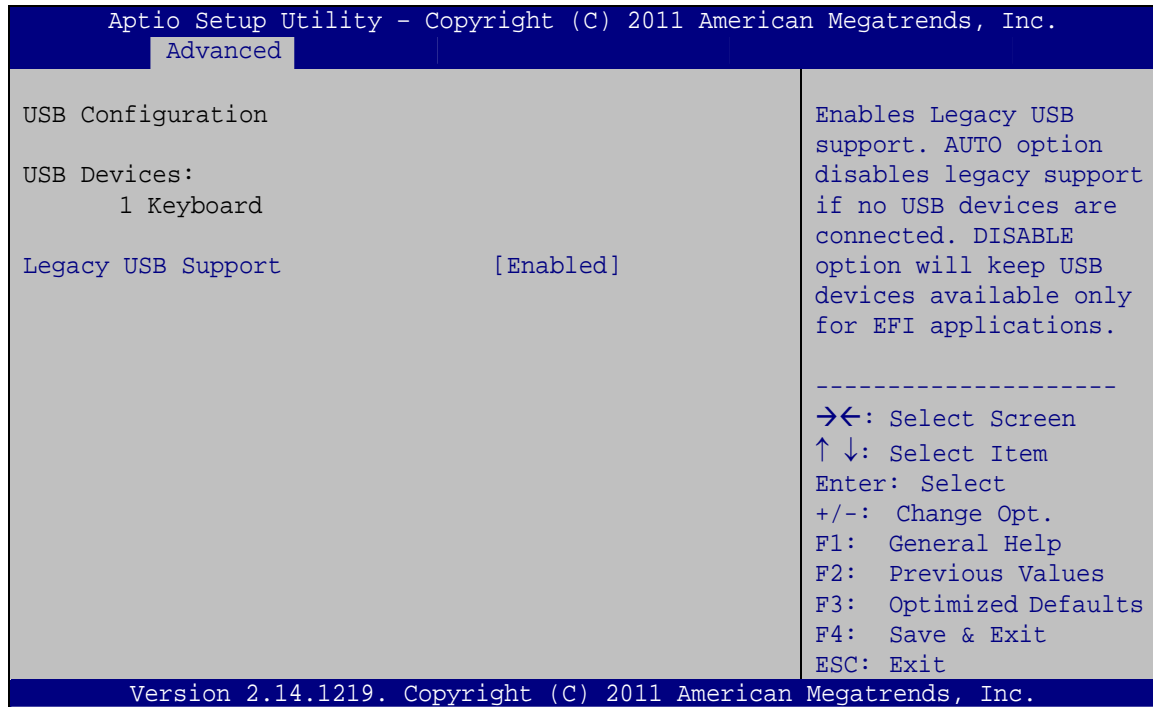 Aptio Setup Utility – Copyright (C) 2011 American Megatrends, Inc.
Advanced
USB Configuration
USB Devices:
1 Keyboard
Legacy USB Support [Enabled]
Enables Legacy USB
support. AUTO option
disables legacy support
if no USB devices are
connected. DISABLE
option will keep USB
devices available only
for EFI applications.
---------------------
→←: Select Screen
↑ ↓: Select Item
Enter: Select
+/-: Change Opt.
F1: General Help
F2: Previous Values
F3: Optimized Defaults
F4: Save & Exit
ESC: Exit
Version 2.14.1219. Copyright (C) 2011 American Megatrends, Inc.